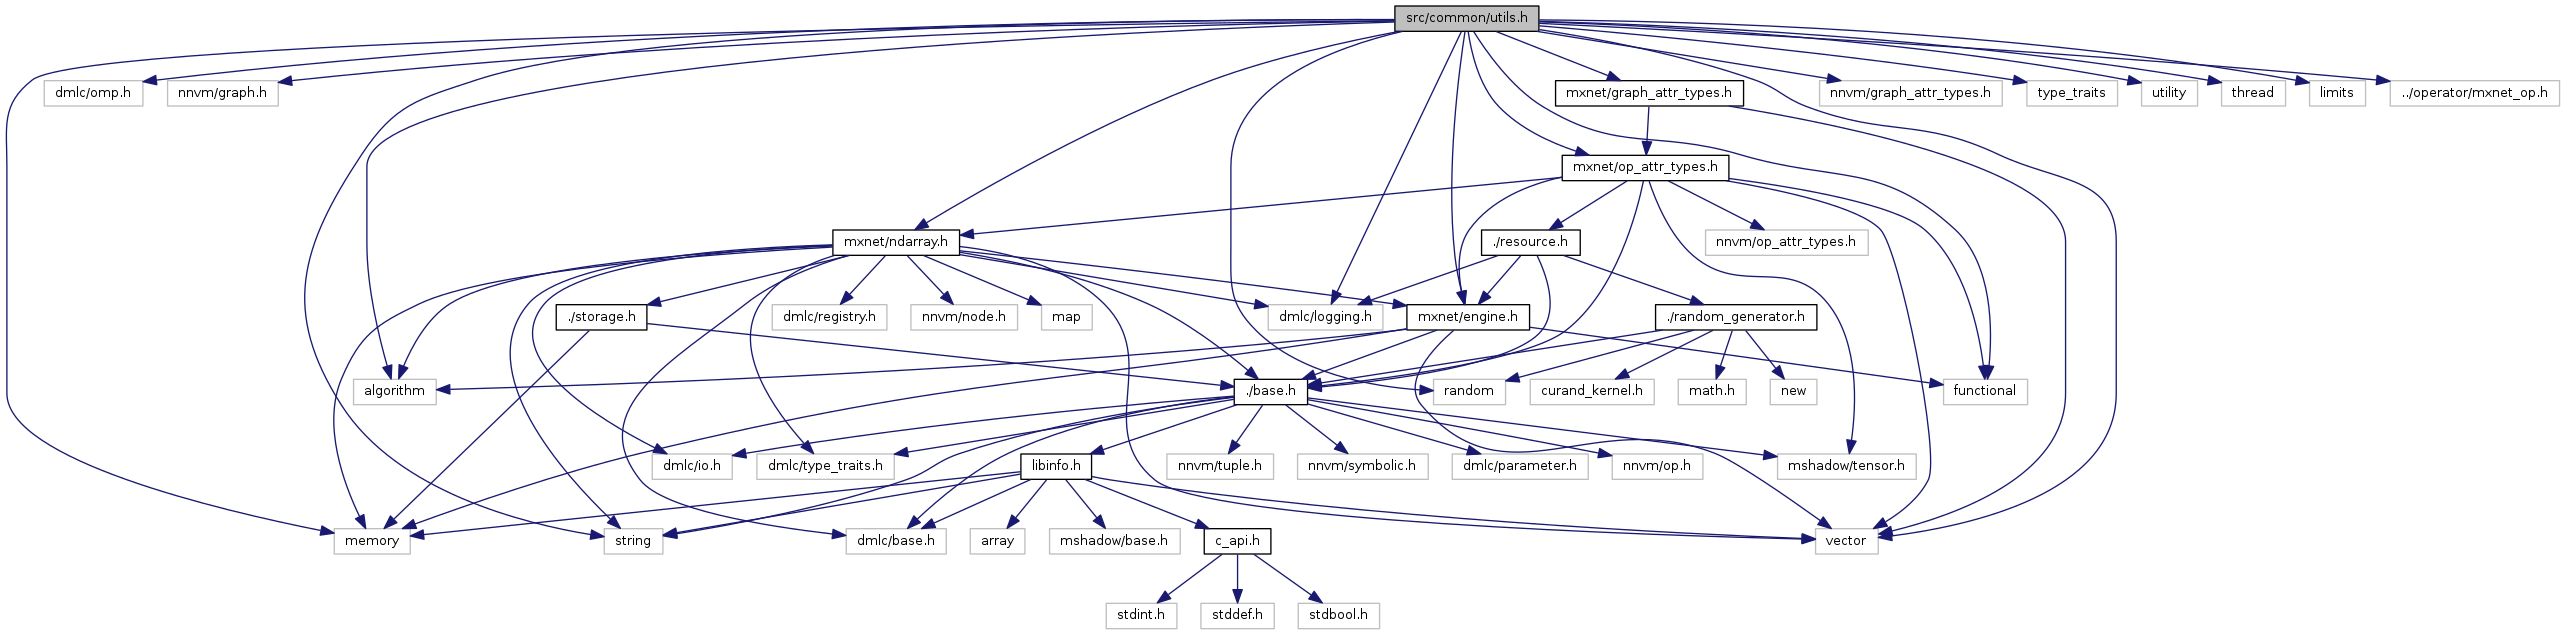 src/common/utils.h
dmlc/omp.h
nnvm/graph.h
mxnet/graph_attr_types.h
nnvm/graph_attr_types.h
type_traits
utility
thread
limits
../operator/mxnet_op.h
mxnet/op_attr_types.h
mxnet/ndarray.h
./resource.h
nnvm/op_attr_types.h
./storage.h
dmlc/registry.h
nnvm/node.h
map
dmlc/logging.h
mxnet/engine.h
./random_generator.h
algorithm
./base.h
random
curand_kernel.h
math.h
new
functional
dmlc/io.h
dmlc/type_traits.h
libinfo.h
nnvm/tuple.h
nnvm/symbolic.h
dmlc/parameter.h
nnvm/op.h
mshadow/tensor.h
memory
string
dmlc/base.h
array
mshadow/base.h
c_api.h
vector
stdint.h
stddef.h
stdbool.h